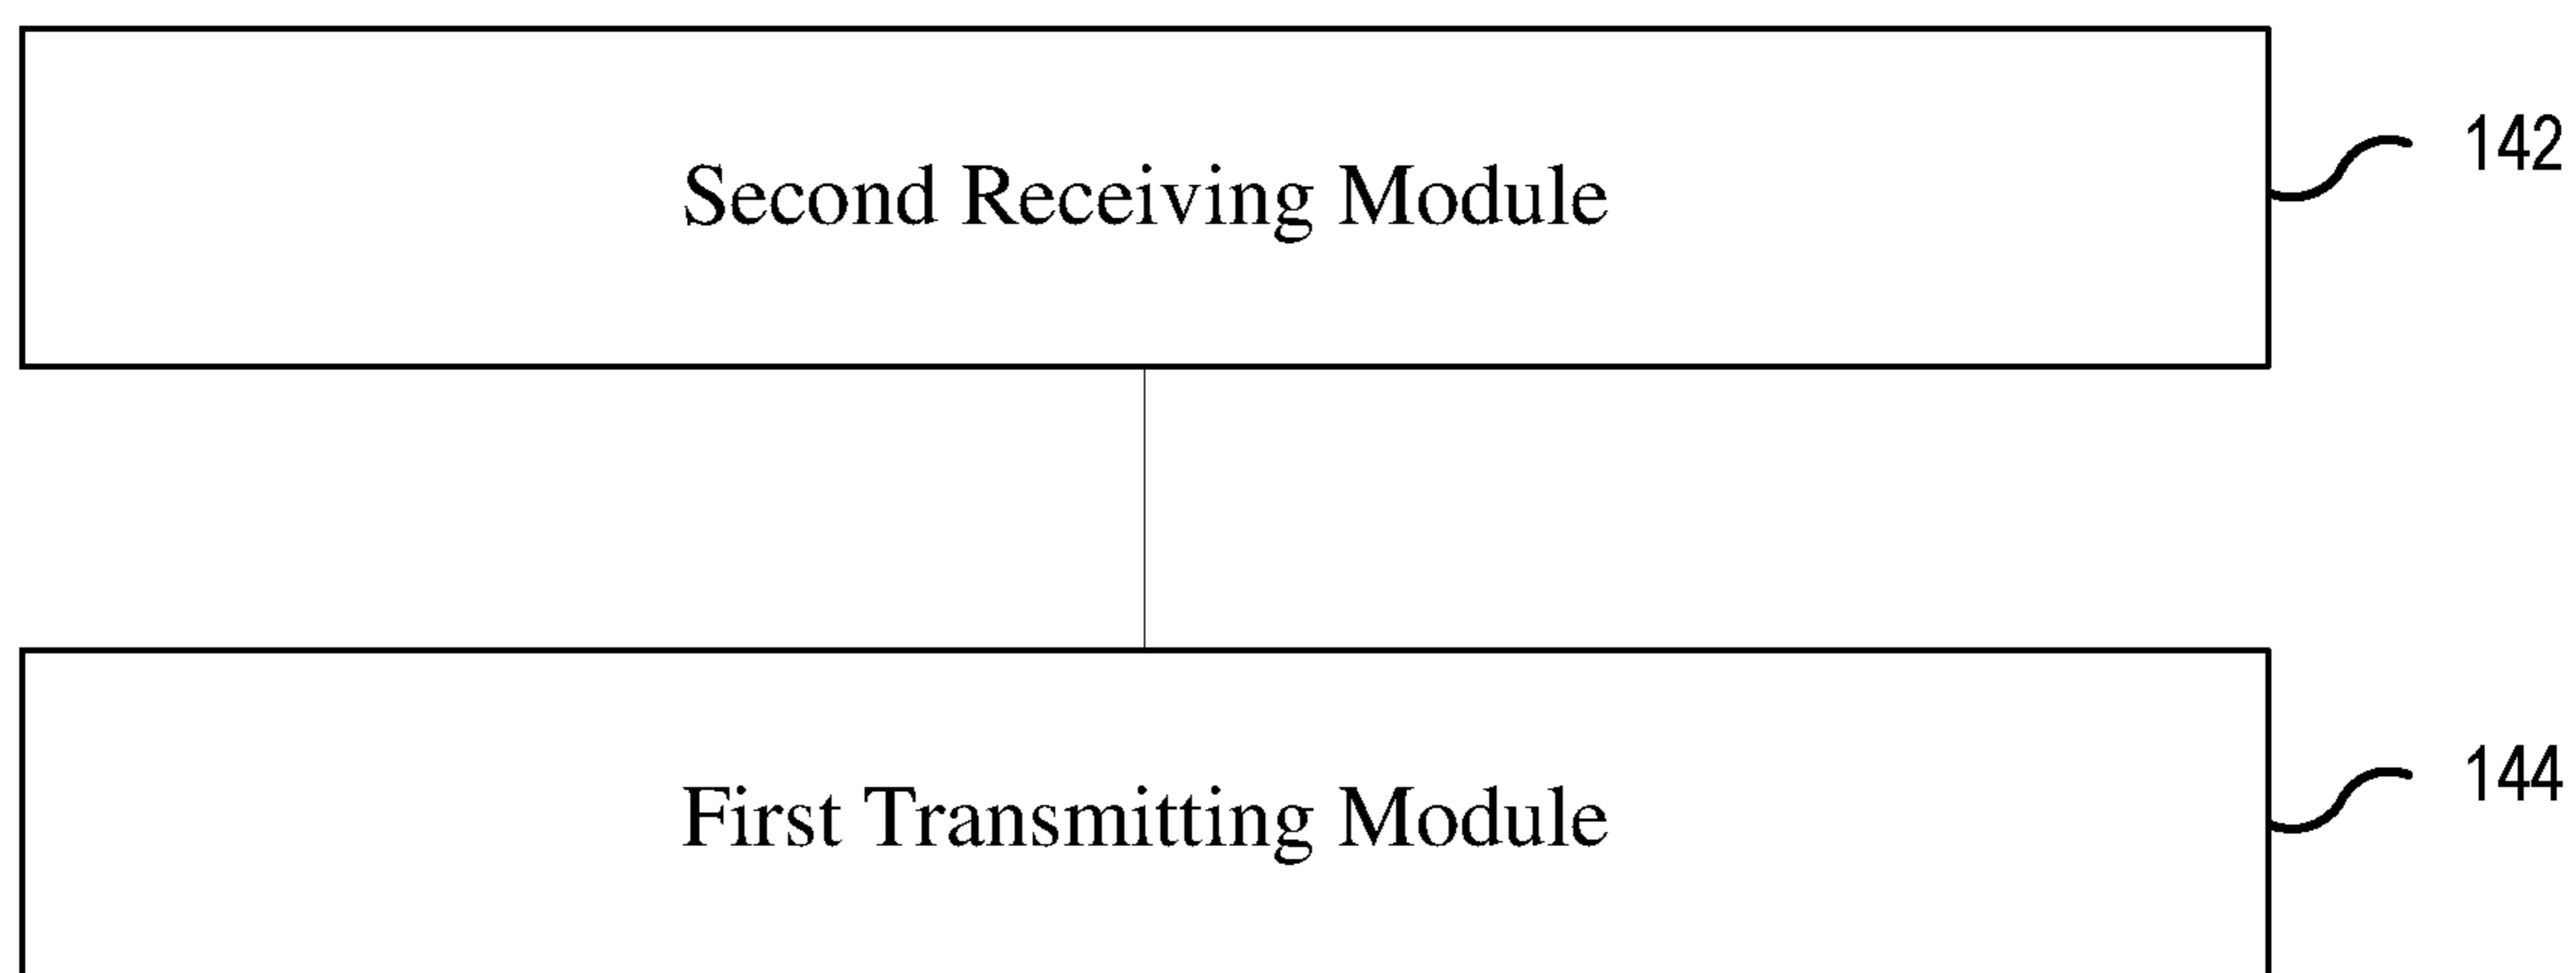 Second Receiving Module
142
First Transmitting Module
144